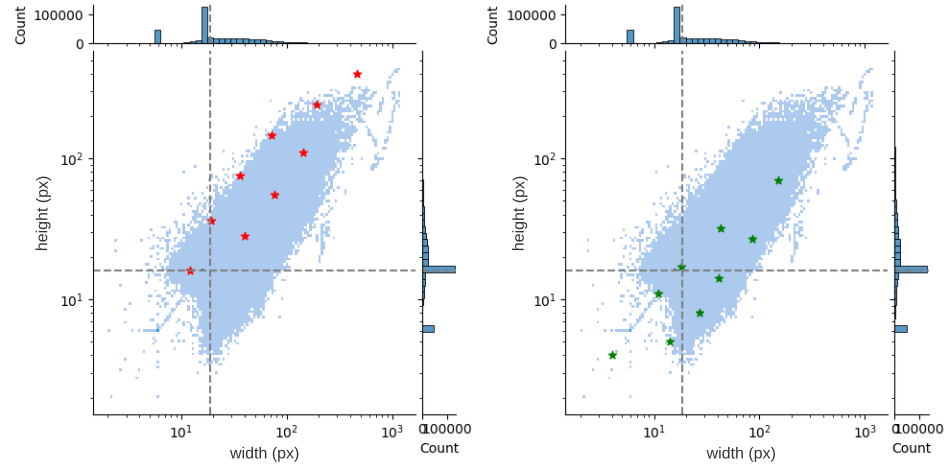 Count
100000
0
height (px)
10²
10¹
10¹
10²
10³
width (px)
0
100000
Count
Count
100000
0
height (px)
10²
10¹
10¹
10²
10³
width (px)
0
100000
Count